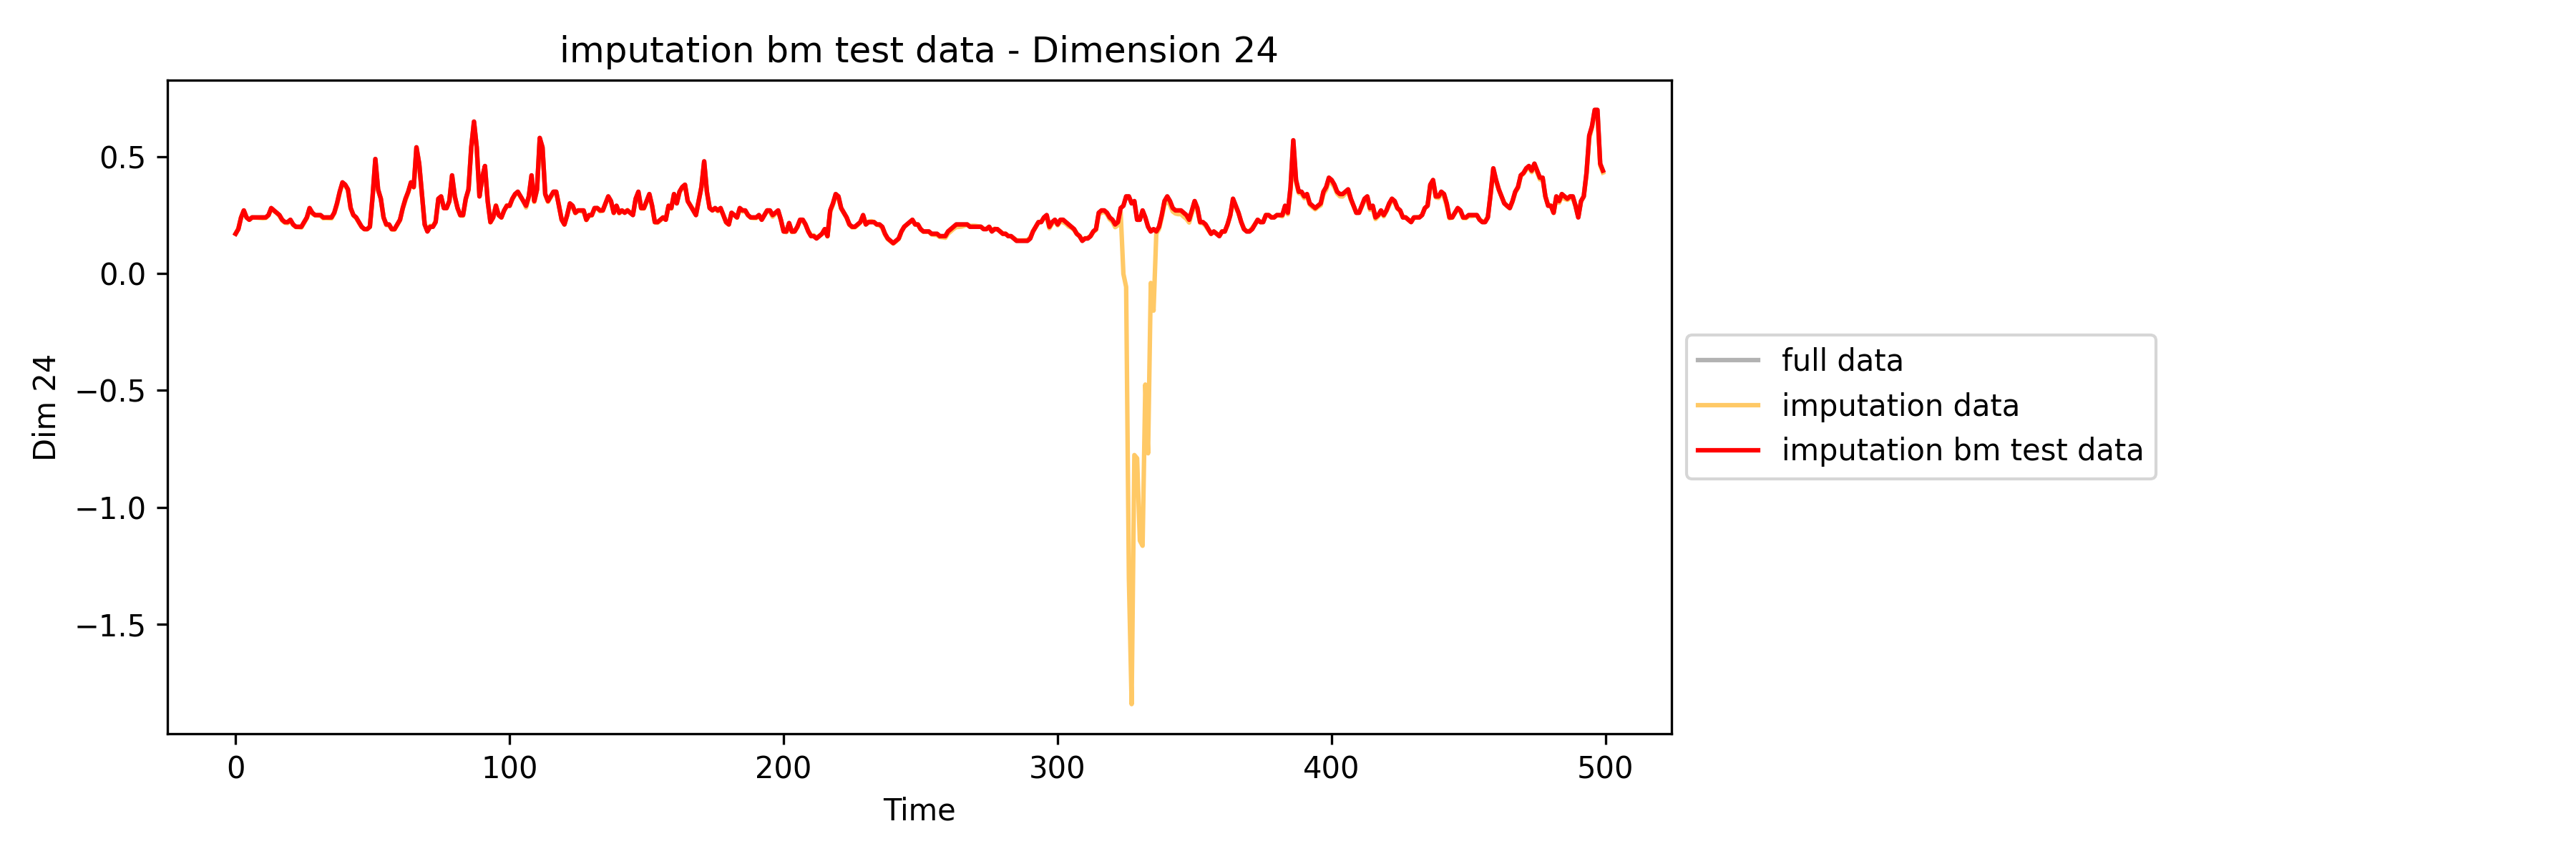 imputation bm test data - Dimension 24
0.5
0.0
−0.5
−1.0
−1.5
Dim 24
0
100
200
300
400
500
Time
full data
imputation data
imputation bm test data